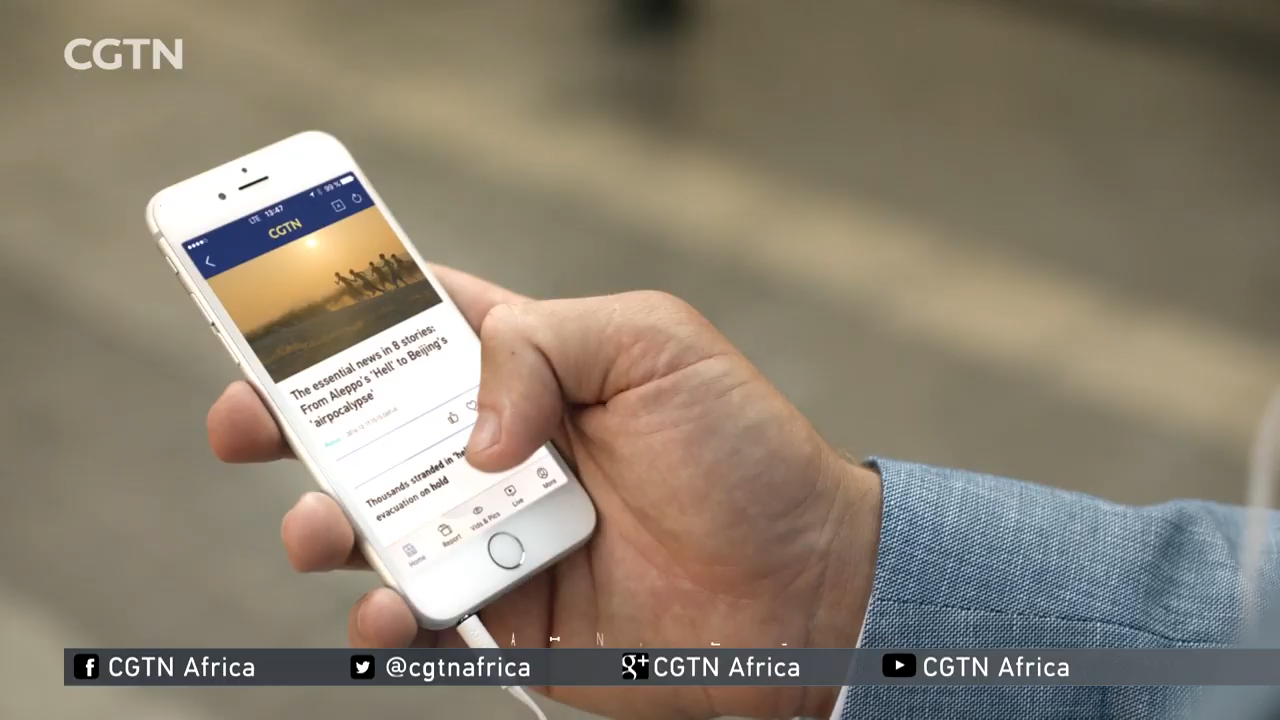 CGTN
LTE 13:47 99 %
CGTN
The essential news in 8 stories:
From Aleppo's 'Hell' to Beijing's
'airpocalypse'
Thousands stranded in 'hell
evacuation on hold
Home Report Vids & Pics Live More
CGTN Africa @cgtnafrica g+ CGTN Africa CGTN Africa